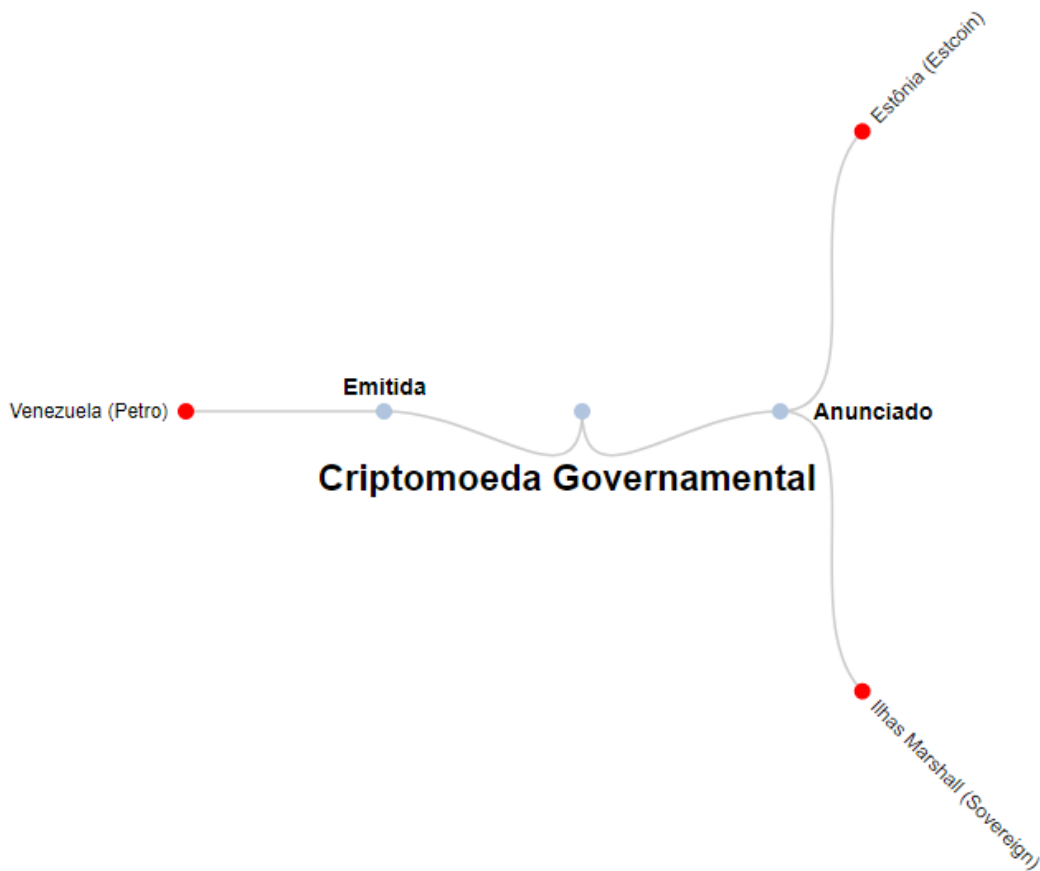 Estônia (Estcoin)
Emitida
Venezuela (Petro)
Anunciado
Criptomoeda Governamental
Ilhas Marshall (Sovereign)